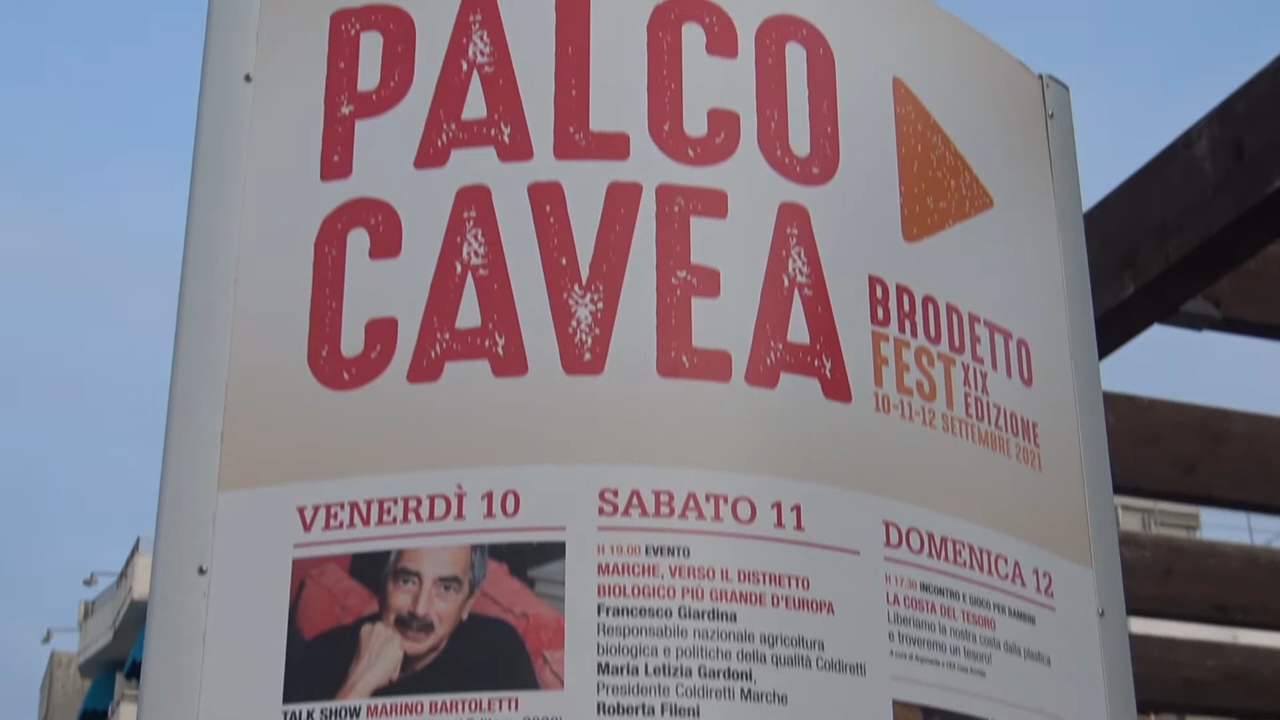 PALCO
CAVEA
BRODETTO
FEST XIX
EDIZIONE
10-11-12 SETTEMBRE 2021
VENERDÌ 10
TALK SHOW MARINO BARTOLETTI
SABATO 11
H 19.00 EVENTO
MARCHE, VERSO IL DISTRETTO
BIOLOGICO PIÙ GRANDE D'EUROPA
Francesco Giardina
Responsabile nazionale agricoltura
biologica e politiche della qualità Coldiretti
Maria Letizia Gardoni,
Presidente Coldiretti Marche
Roberta Fileni
DOMENICA 12
H 17.30 INCONTRO E GIOCO PER BAMBINI
LA COSTA DEL TESORO
Liberiamo la nostra costa dalla plastica
e troveremo un tesoro!